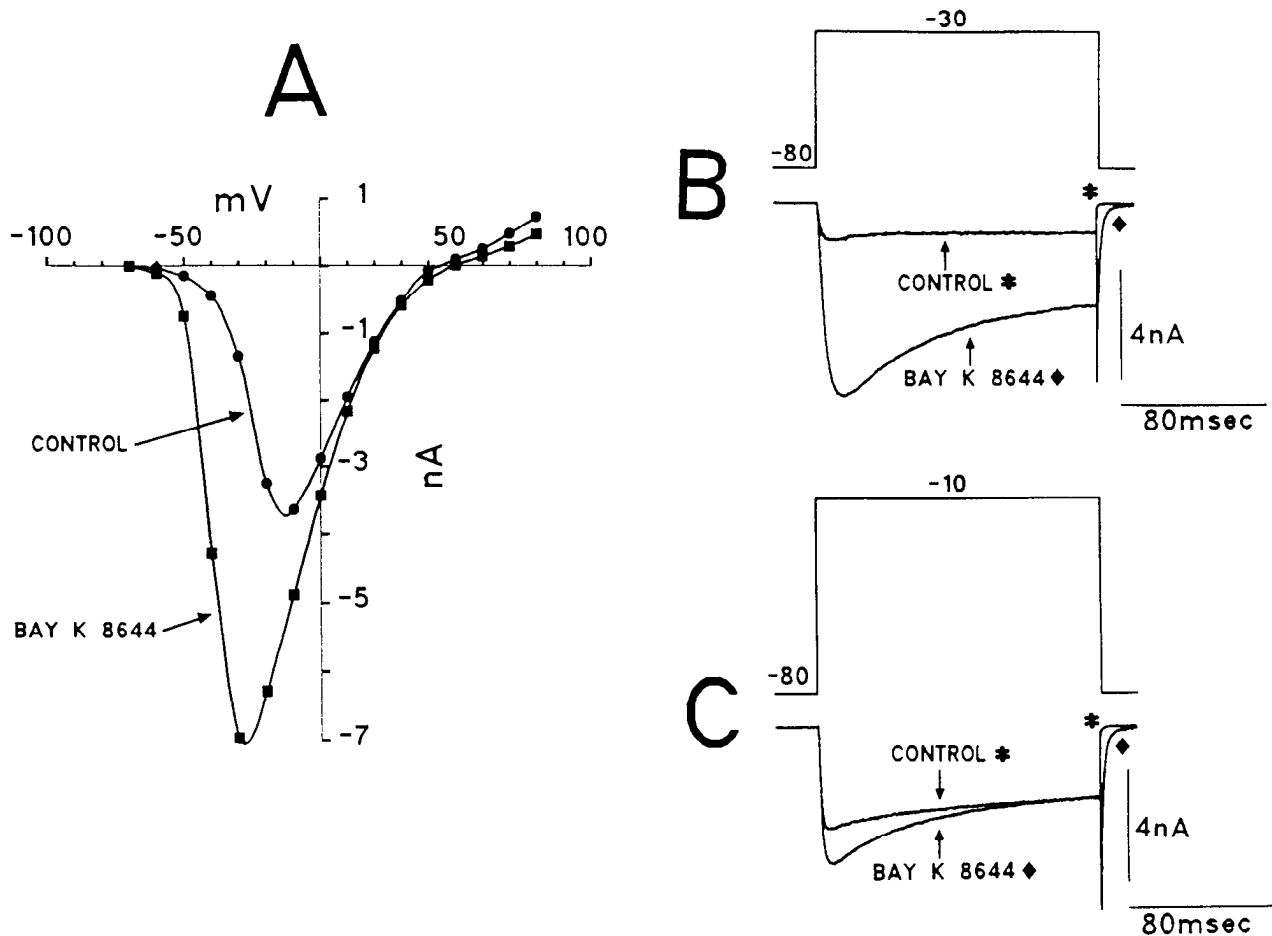 A
mV
1
-100
-50
50
100
-1
CONTROL
-3
nA
-5
BAY K 8644
-7
B
-30
-80
*
◆
CONTROL *
4nA
BAY K 8644 ◆
80msec
C
-10
-80
*
◆
CONTROL *
4nA
BAY K 8644 ◆
80msec